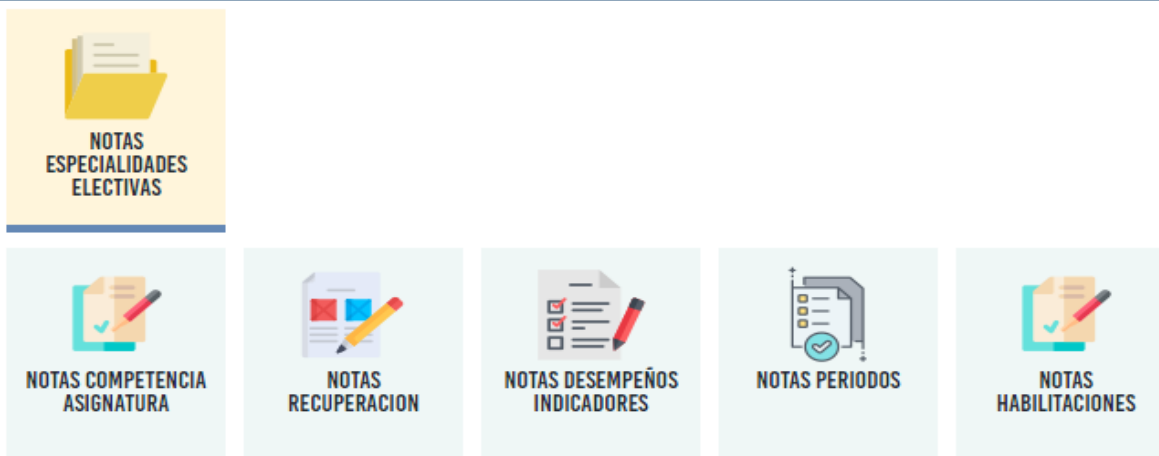 NOTAS
ESPECIALIDADES
ELECTIVAS
NOTAS COMPETENCIA
ASIGNATURA
NOTAS
RECUPERACION
NOTAS DESEMPEÑOS
INDICADORES
NOTAS PERIODOS
NOTAS
HABILITACIONES